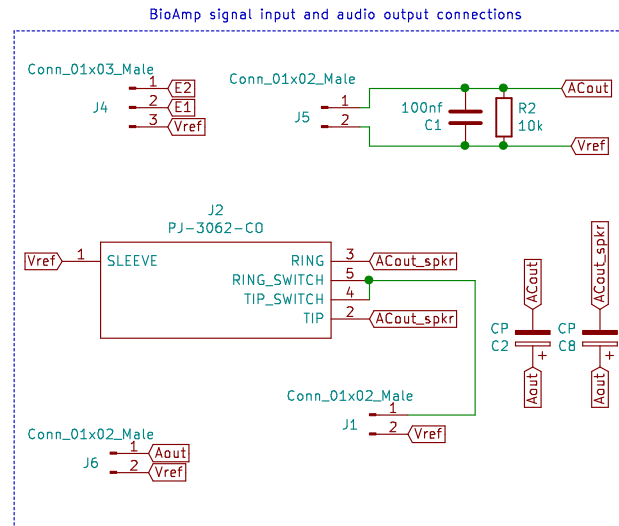 BioAmp signal input and audio output connections
Conn_01x03_Male
1 E2
J4 2 E1
3 Vref
Conn_01x02_Male
1
J5
2
100nf
C1
R2
10k
ACout
Vref
J2
PJ-3062-CO
Vref 1 SLEEVE
RING 3 ACout_spkr
RING_SWITCH 5
TIP_SWITCH 4
TIP 2 ACout_spkr
ACout
CP
C2
+
Aout
ACout_spkr
CP
C8
+
Aout
Conn_01x02_Male
1
J1
2 Vref
Conn_01x02_Male
1 Aout
J6
2 Vref